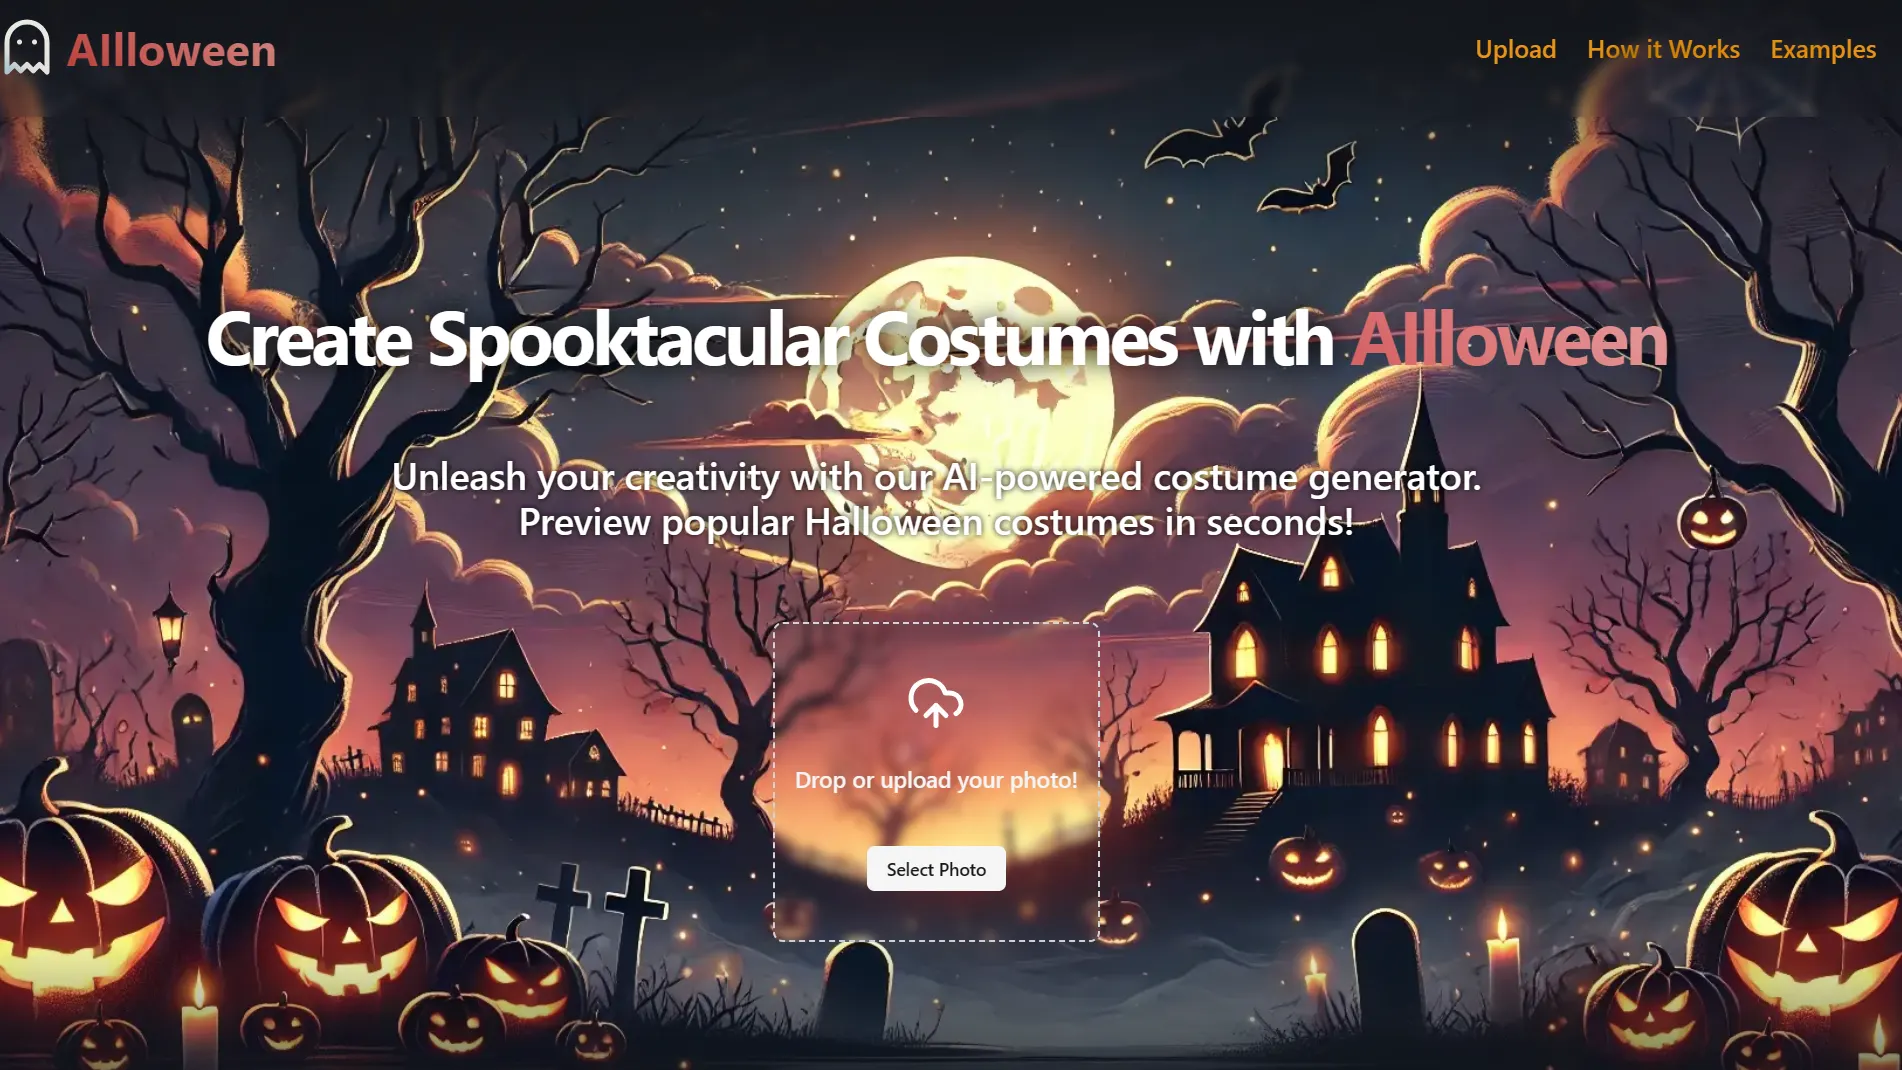 AIlloween
Upload
How it Works
Examples
Create Spooktacular Costumes with AIlloween
Unleash your creativity with our AI-powered costume generator.
Preview popular Halloween costumes in seconds!
Drop or upload your photo!
Select Photo